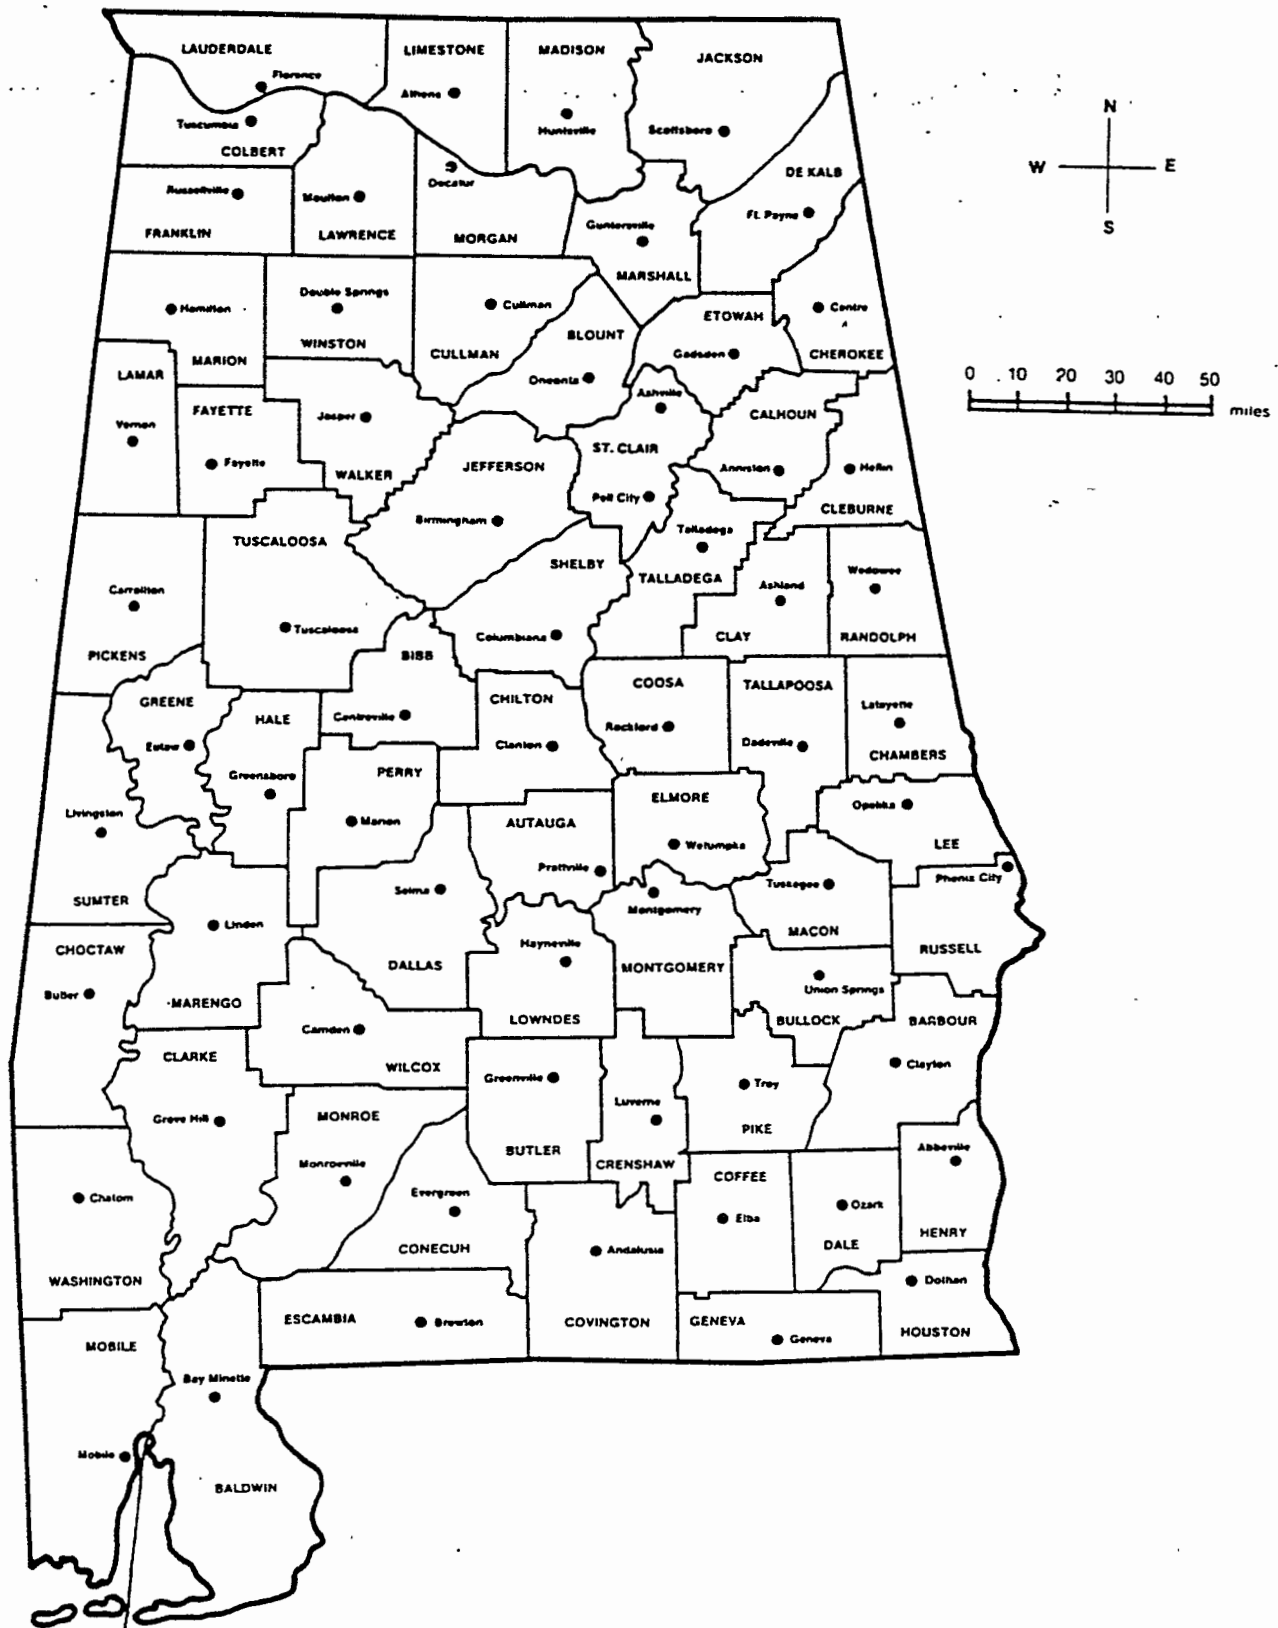 LAUDERDALE
LIMESTONE
MADISON
JACKSON
Florence
Athens
Huntsville
Scottsboro
Tuscumbia
COLBERT
N
W
E
S
Decatur
DE KALB
Russellville
Moulton
Ft. Payne
FRANKLIN
LAWRENCE
MORGAN
Guntersville
MARSHALL
Hamilton
Double Springs
Cullman
ETOWAH
Centre
MARION
WINSTON
CULLMAN
BLOUNT
Gadsden
CHEROKEE
LAMAR
Oneonta
Ashville
0 10 20 30 40 50
miles
FAYETTE
Jasper
CALHOUN
Vernon
Fayette
WALKER
JEFFERSON
ST. CLAIR
Anniston
Heflin
Pell City
CLEBURNE
Birmingham
Talladega
TUSCALOOSA
SHELBY
TALLADEGA
Ashland
Wedowee
Carrollton
Tuscaloosa
Columbiana
CLAY
RANDOLPH
PICKENS
BIBB
COOSA
TALLAPOOSA
GREENE
HALE
CHILTON
Lafayette
Centreville
Rockford
Eutaw
Clanton
Dadeville
CHAMBERS
Greensboro
PERRY
ELMORE
Opelika
Livingston
Marion
AUTAUGA
Wetumpka
LEE
Prattville
Phenix City
SUMTER
Selma
Tuskegee
Linden
Montgomery
CHOCTAW
Hayneville
MACON
RUSSELL
DALLAS
MONTGOMERY
Butler
MARENGO
Union Springs
Camden
LOWNDES
BULLOCK
BARBOUR
CLARKE
WILCOX
Greenville
Troy
Clayton
Grove Hill
MONROE
Luverne
PIKE
BUTLER
CRENSHAW
Abbeville
Monroeville
COFFEE
Chatom
Evergreen
Elba
Ozark
CONECUH
Andalusia
DALE
HENRY
WASHINGTON
Dothan
ESCAMBIA
Brewton
COVINGTON
GENEVA
Geneva
HOUSTON
MOBILE
Bay Minette
Mobile
BALDWIN